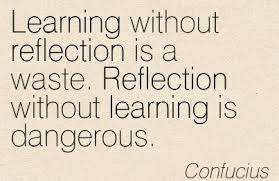 Learning without
reflection is a
waste. Reflection
without learning is
dangerous.
Confucius